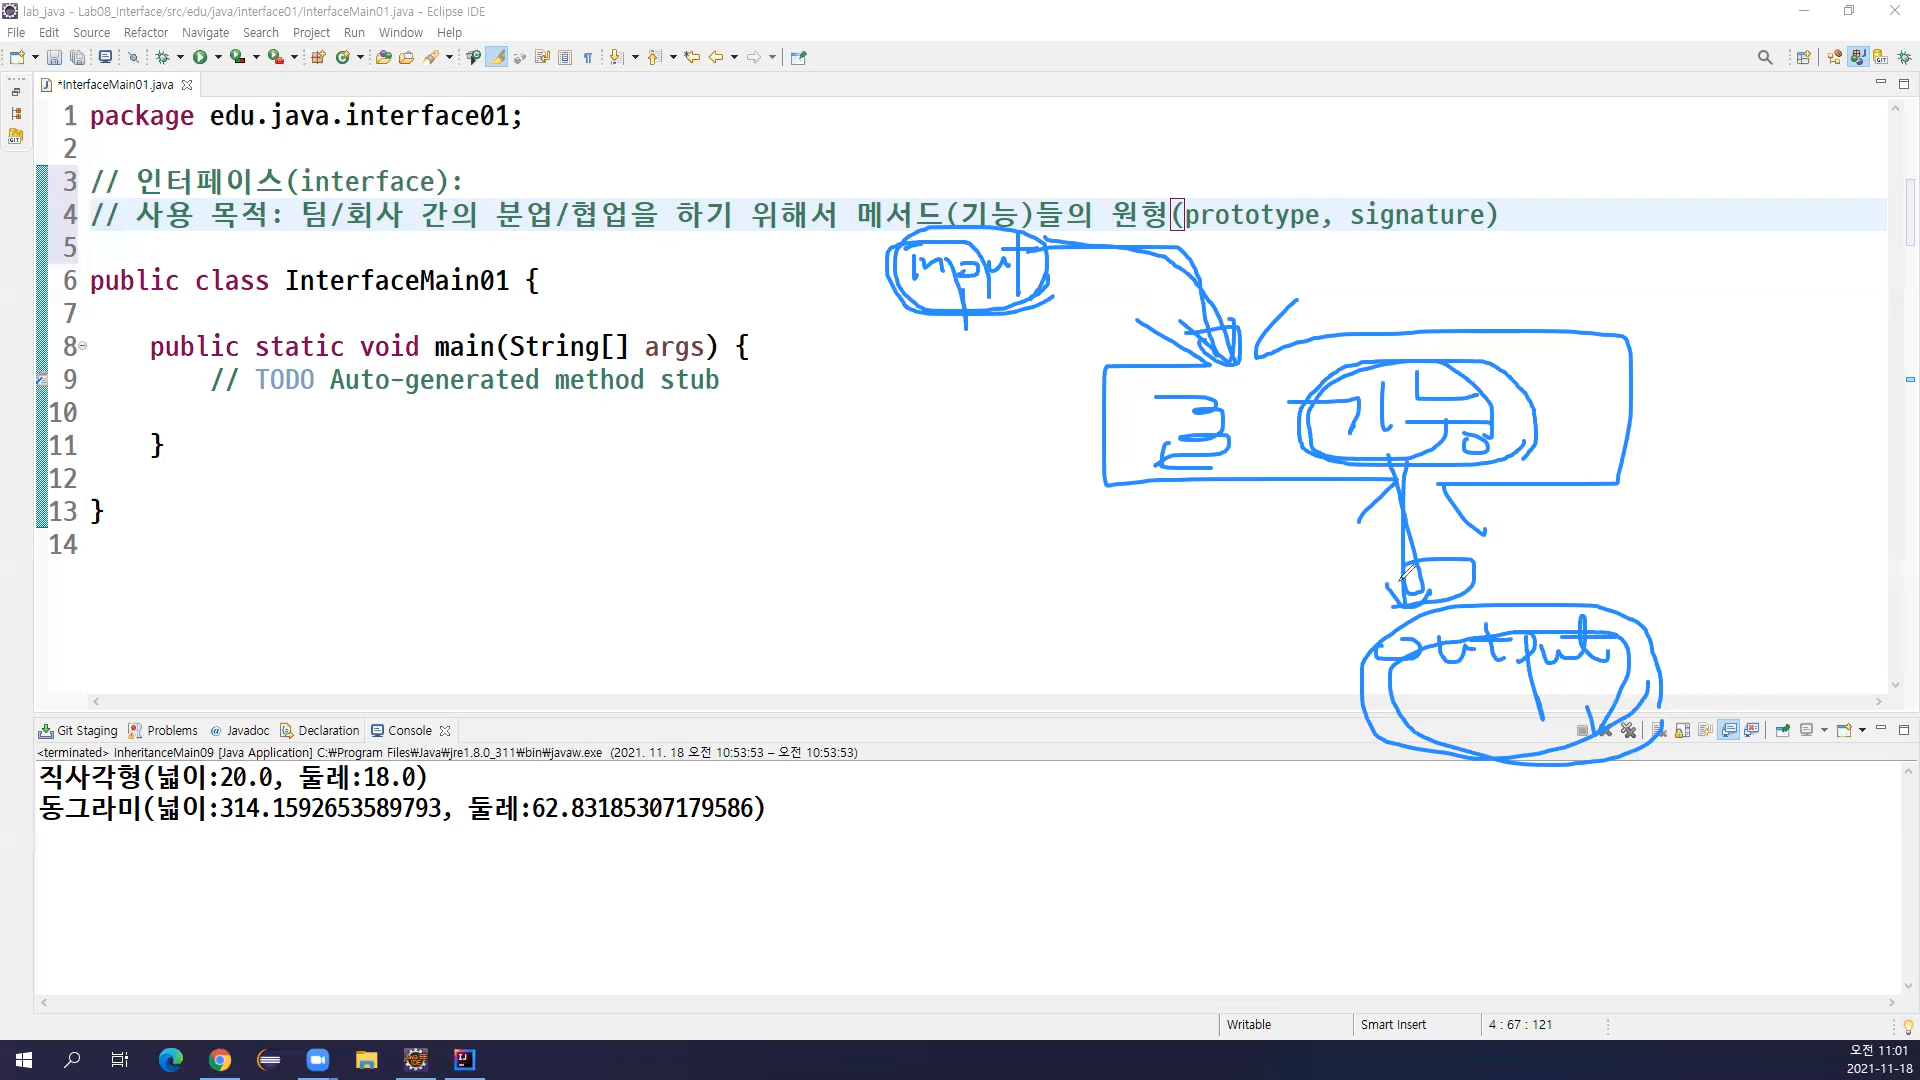 lab_java - Lab08_Interface/src/edu/java/interface01/InterfaceMain01.java - Eclipse IDE
File Edit Source Refactor Navigate Search Project Run Window Help
*InterfaceMain01.java
1 package edu.java.interface01;
2
3 // 인터페이스(interface):
4 // 사용 목적: 팀/회사 간의 분업/협업을 하기 위해서 메서드(기능)들의 원형(prototype, signature)
5
6 public class InterfaceMain01 {
7
8 public static void main(String[] args) {
9 // TODO Auto-generated method stub
10
11 }
12
13 }
14
input
기능
output
Git Staging Problems @ Javadoc Declaration Console
<terminated> InheritanceMain09 [Java Application] C:₩Program Files₩Java₩jre1.8.0_311₩bin₩javaw.exe (2021. 11. 18 오전 10:53:53 – 오전 10:53:53)
직사각형(넓이:20.0, 둘레:18.0)
동그라미(넓이:314.1592653589793, 둘레:62.83185307179586)
Writable Smart Insert 4 : 67 : 121
오전 11:01
2021-11-18